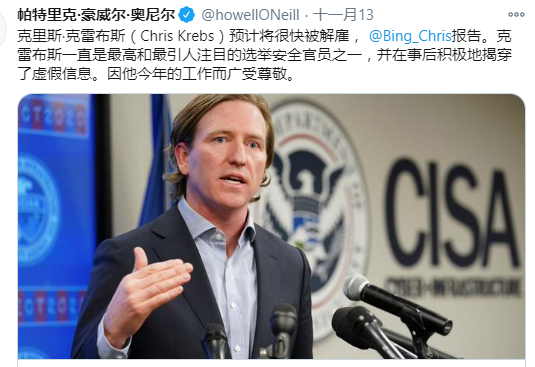 帕特里克·豪威尔·奥尼尔 @howellONeill · 十一月13
克里斯·克雷布斯（Chris Krebs）预计将很快被解雇， @Bing_Chris报告。克
雷布斯一直是最高和最引人注目的选举安全官员之一，并在事后积极地揭穿
了虚假信息。因他今年的工作而广受尊敬。
DEPARTMENT
CISA
CYBER+INFRASTRUCTURE